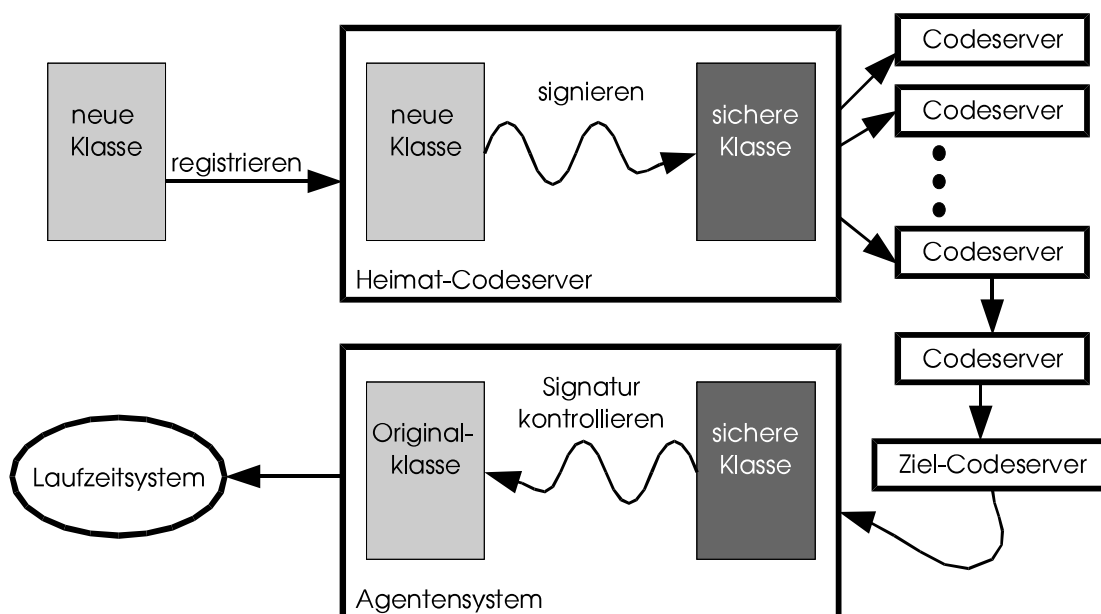 neue
Klasse
registrieren
neue
Klasse
signieren
sichere
Klasse
Heimat-Codeserver
Codeserver
Codeserver
Codeserver
Codeserver
Ziel-Codeserver
Laufzeitsystem
Original-
klasse
Signatur
kontrollieren
sichere
Klasse
Agentensystem